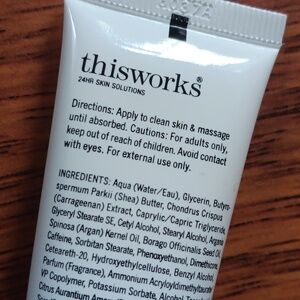 thisworks®
24HR SKIN SOLUTIONS
Directions: Apply to clean skin & massage
until absorbed. Cautions: For adults only,
keep out of reach of children. Avoid contact
with eyes. For external use only.
INGREDIENTS: Aqua (Water/Eau), Glycerin, Butyro-
spermum Parkii (Shea) Butter, Chondrus Crispus
(Carrageenan) Extract, Caprylic/Capric Triglyceride,
Glyceryl Stearate SE, Cetyl Alcohol, Stearyl Alcohol, Argania
Spinosa (Argan) Kernel Oil, Borago Officinalis Seed Oil,
Caffeine, Sorbitan Stearate, Phenoxyethanol, Dimethicone,
Ceteareth-20, Hydroxyethylcellulose, Benzyl Alcohol,
Parfum (Fragrance), Ammonium
VP Copolymer, Potassium Sorbate, Alcohol,
Citrus Aurantium